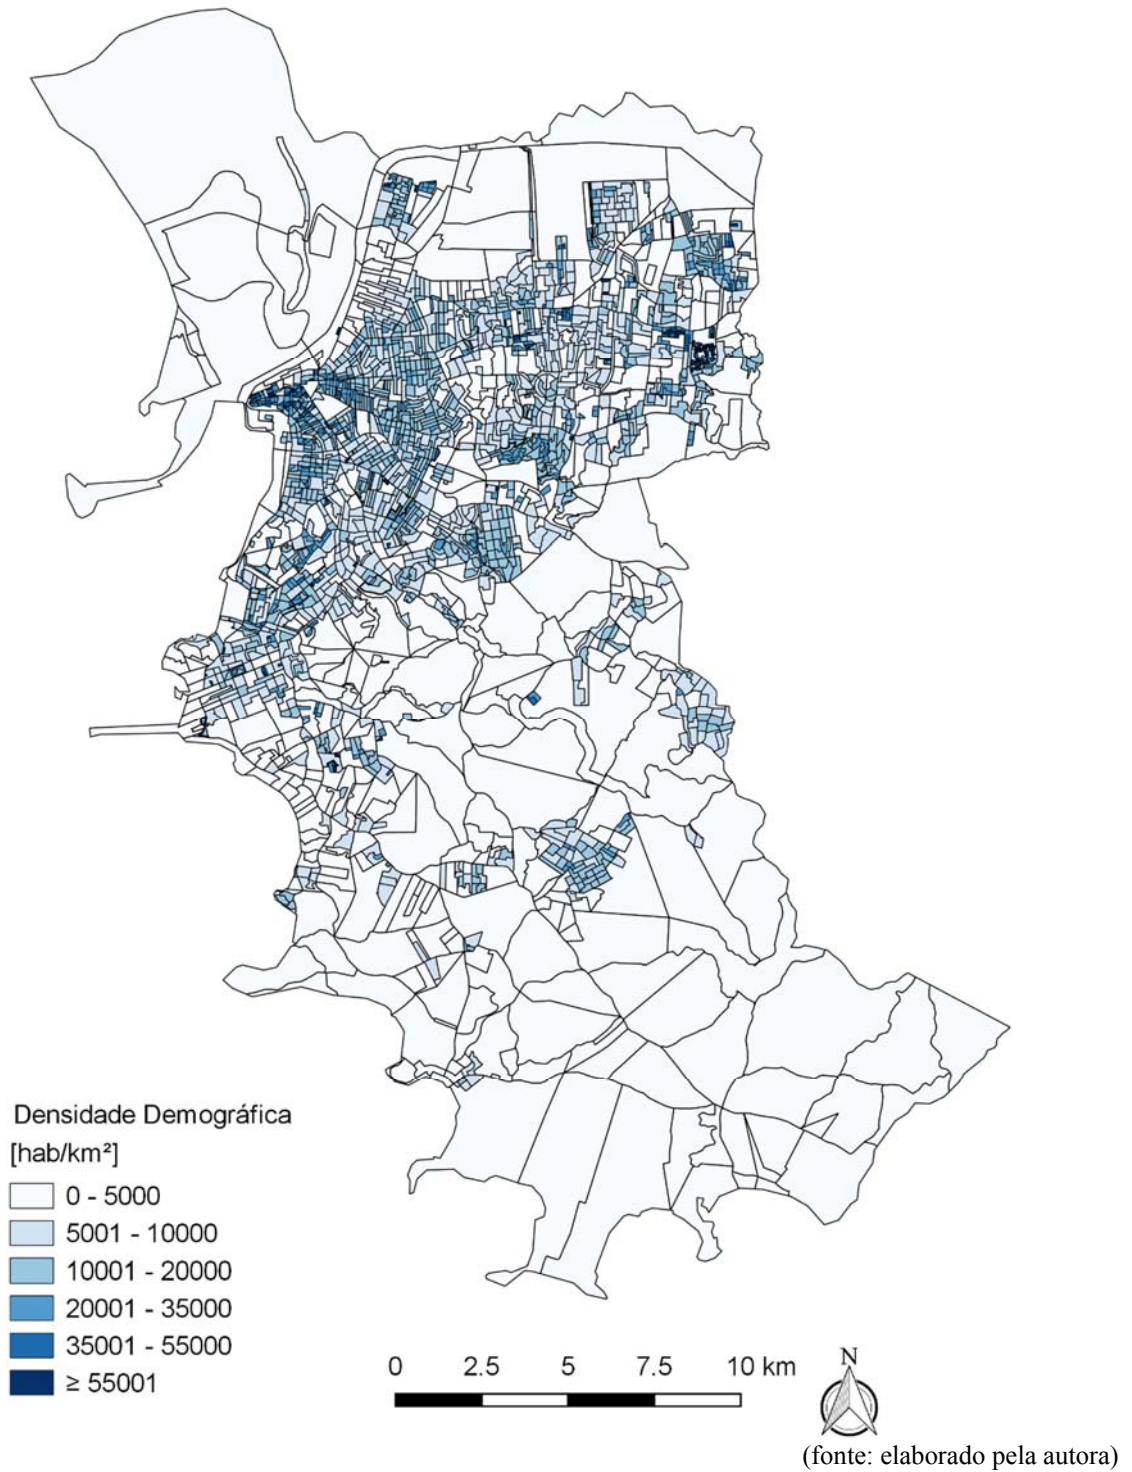 Densidade Demográfica
[hab/km²]
0 - 5000
5001 - 10000
10001 - 20000
20001 - 35000
35001 - 55000
≥ 55001
0 2.5 5 7.5 10 km
N
(fonte: elaborado pela autora)